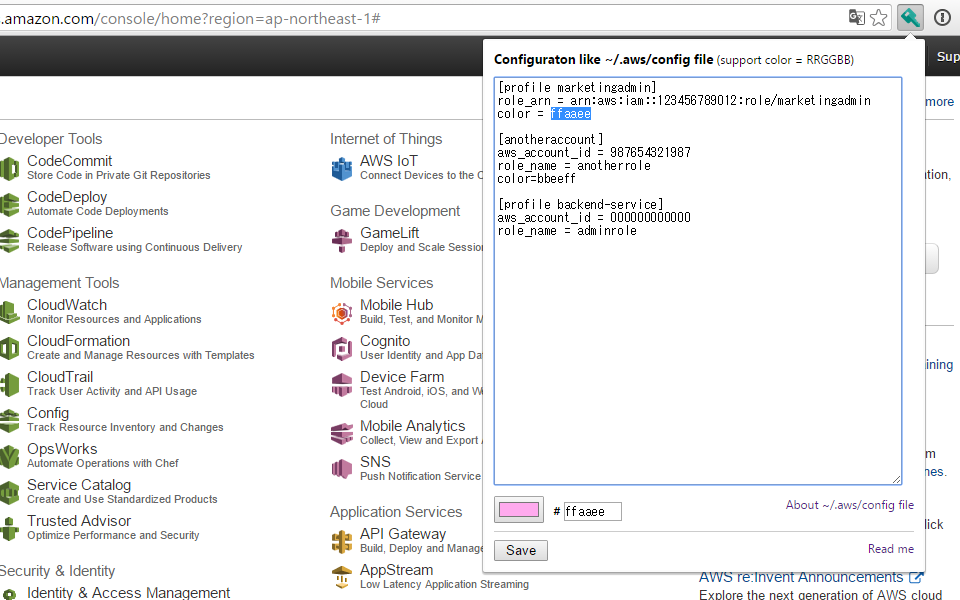 .amazon.com/console/home?region=ap-northeast-1#
Sup
Configuraton like ~/.aws/config file (support color = RRGGBB)
[profile marketingadmin]
role_arn = arn:aws:iam::123456789012:role/marketingadmin
color = ffaaee
[anotheraccount]
aws_account_id = 987654321987
role_name = anotherrole
color=bbeeff
[profile backend-service]
aws_account_id = 000000000000
role_name = adminrole
# ffaaee
About ~/.aws/config file
Save
Read me
Developer Tools
CodeCommit
Store Code in Private Git Repositories
CodeDeploy
Automate Code Deployments
CodePipeline
Release Software using Continuous Delivery
Management Tools
CloudWatch
Monitor Resources and Applications
CloudFormation
Create and Manage Resources with Templates
CloudTrail
Track User Activity and API Usage
Config
Track Resource Inventory and Changes
OpsWorks
Automate Operations with Chef
Service Catalog
Create and Use Standardized Products
Trusted Advisor
Optimize Performance and Security
Security & Identity
Identity & Access Management
Internet of Things
AWS IoT
Connect Devices to the C
Game Development
GameLift
Deploy and Scale Session
Mobile Services
Mobile Hub
Build, Test, and Monitor M
Cognito
User Identity and App Dat
Device Farm
Test Android, iOS, and W
Cloud
Mobile Analytics
Collect, View and Export A
SNS
Push Notification Service
Application Services
API Gateway
Build, Deploy and Manage
AppStream
Low Latency Application Streaming
more
tion,
ining
m
nes.
lick
AWS re:Invent Announcements
Explore the next generation of AWS cloud